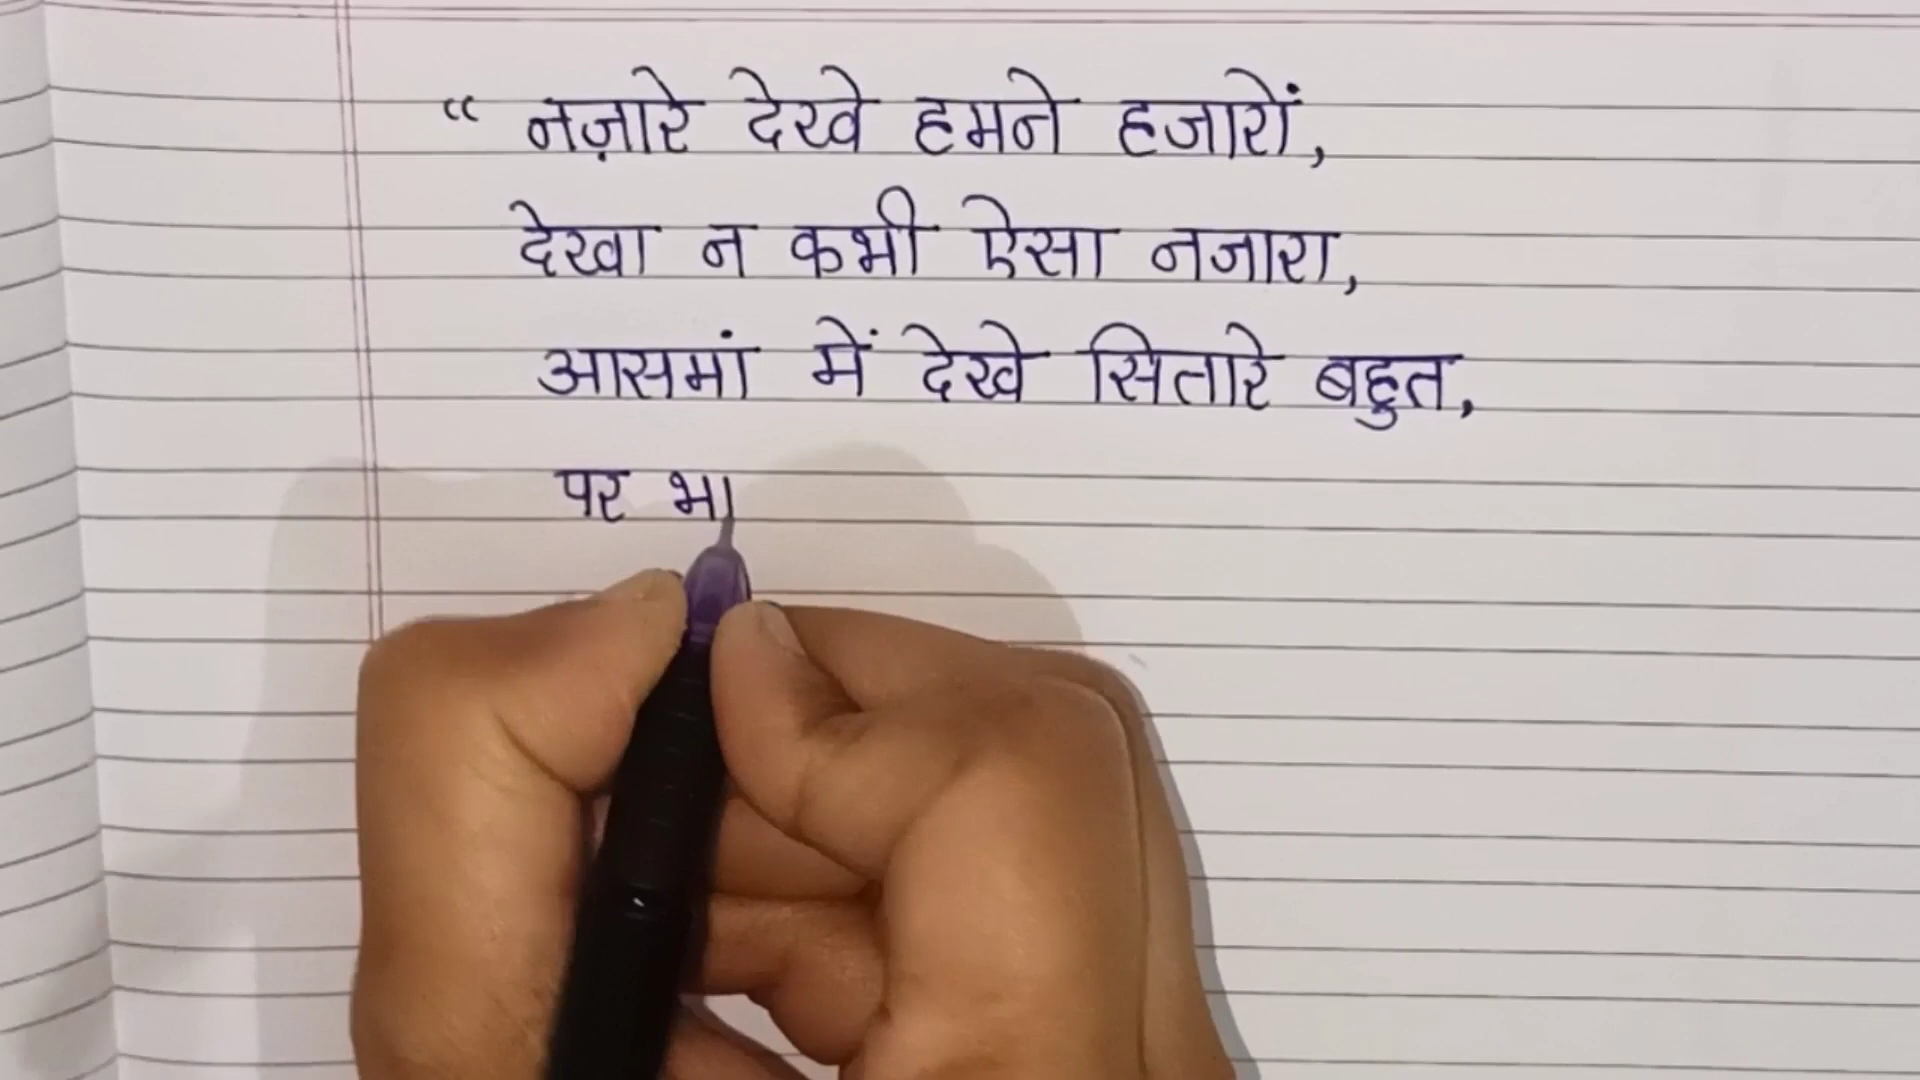 “ नज़ारे देखे हमने हजारों,
देखा न कभी ऐसा नजारा,
आसमां में देखे सितारे बहुत,
पर भा